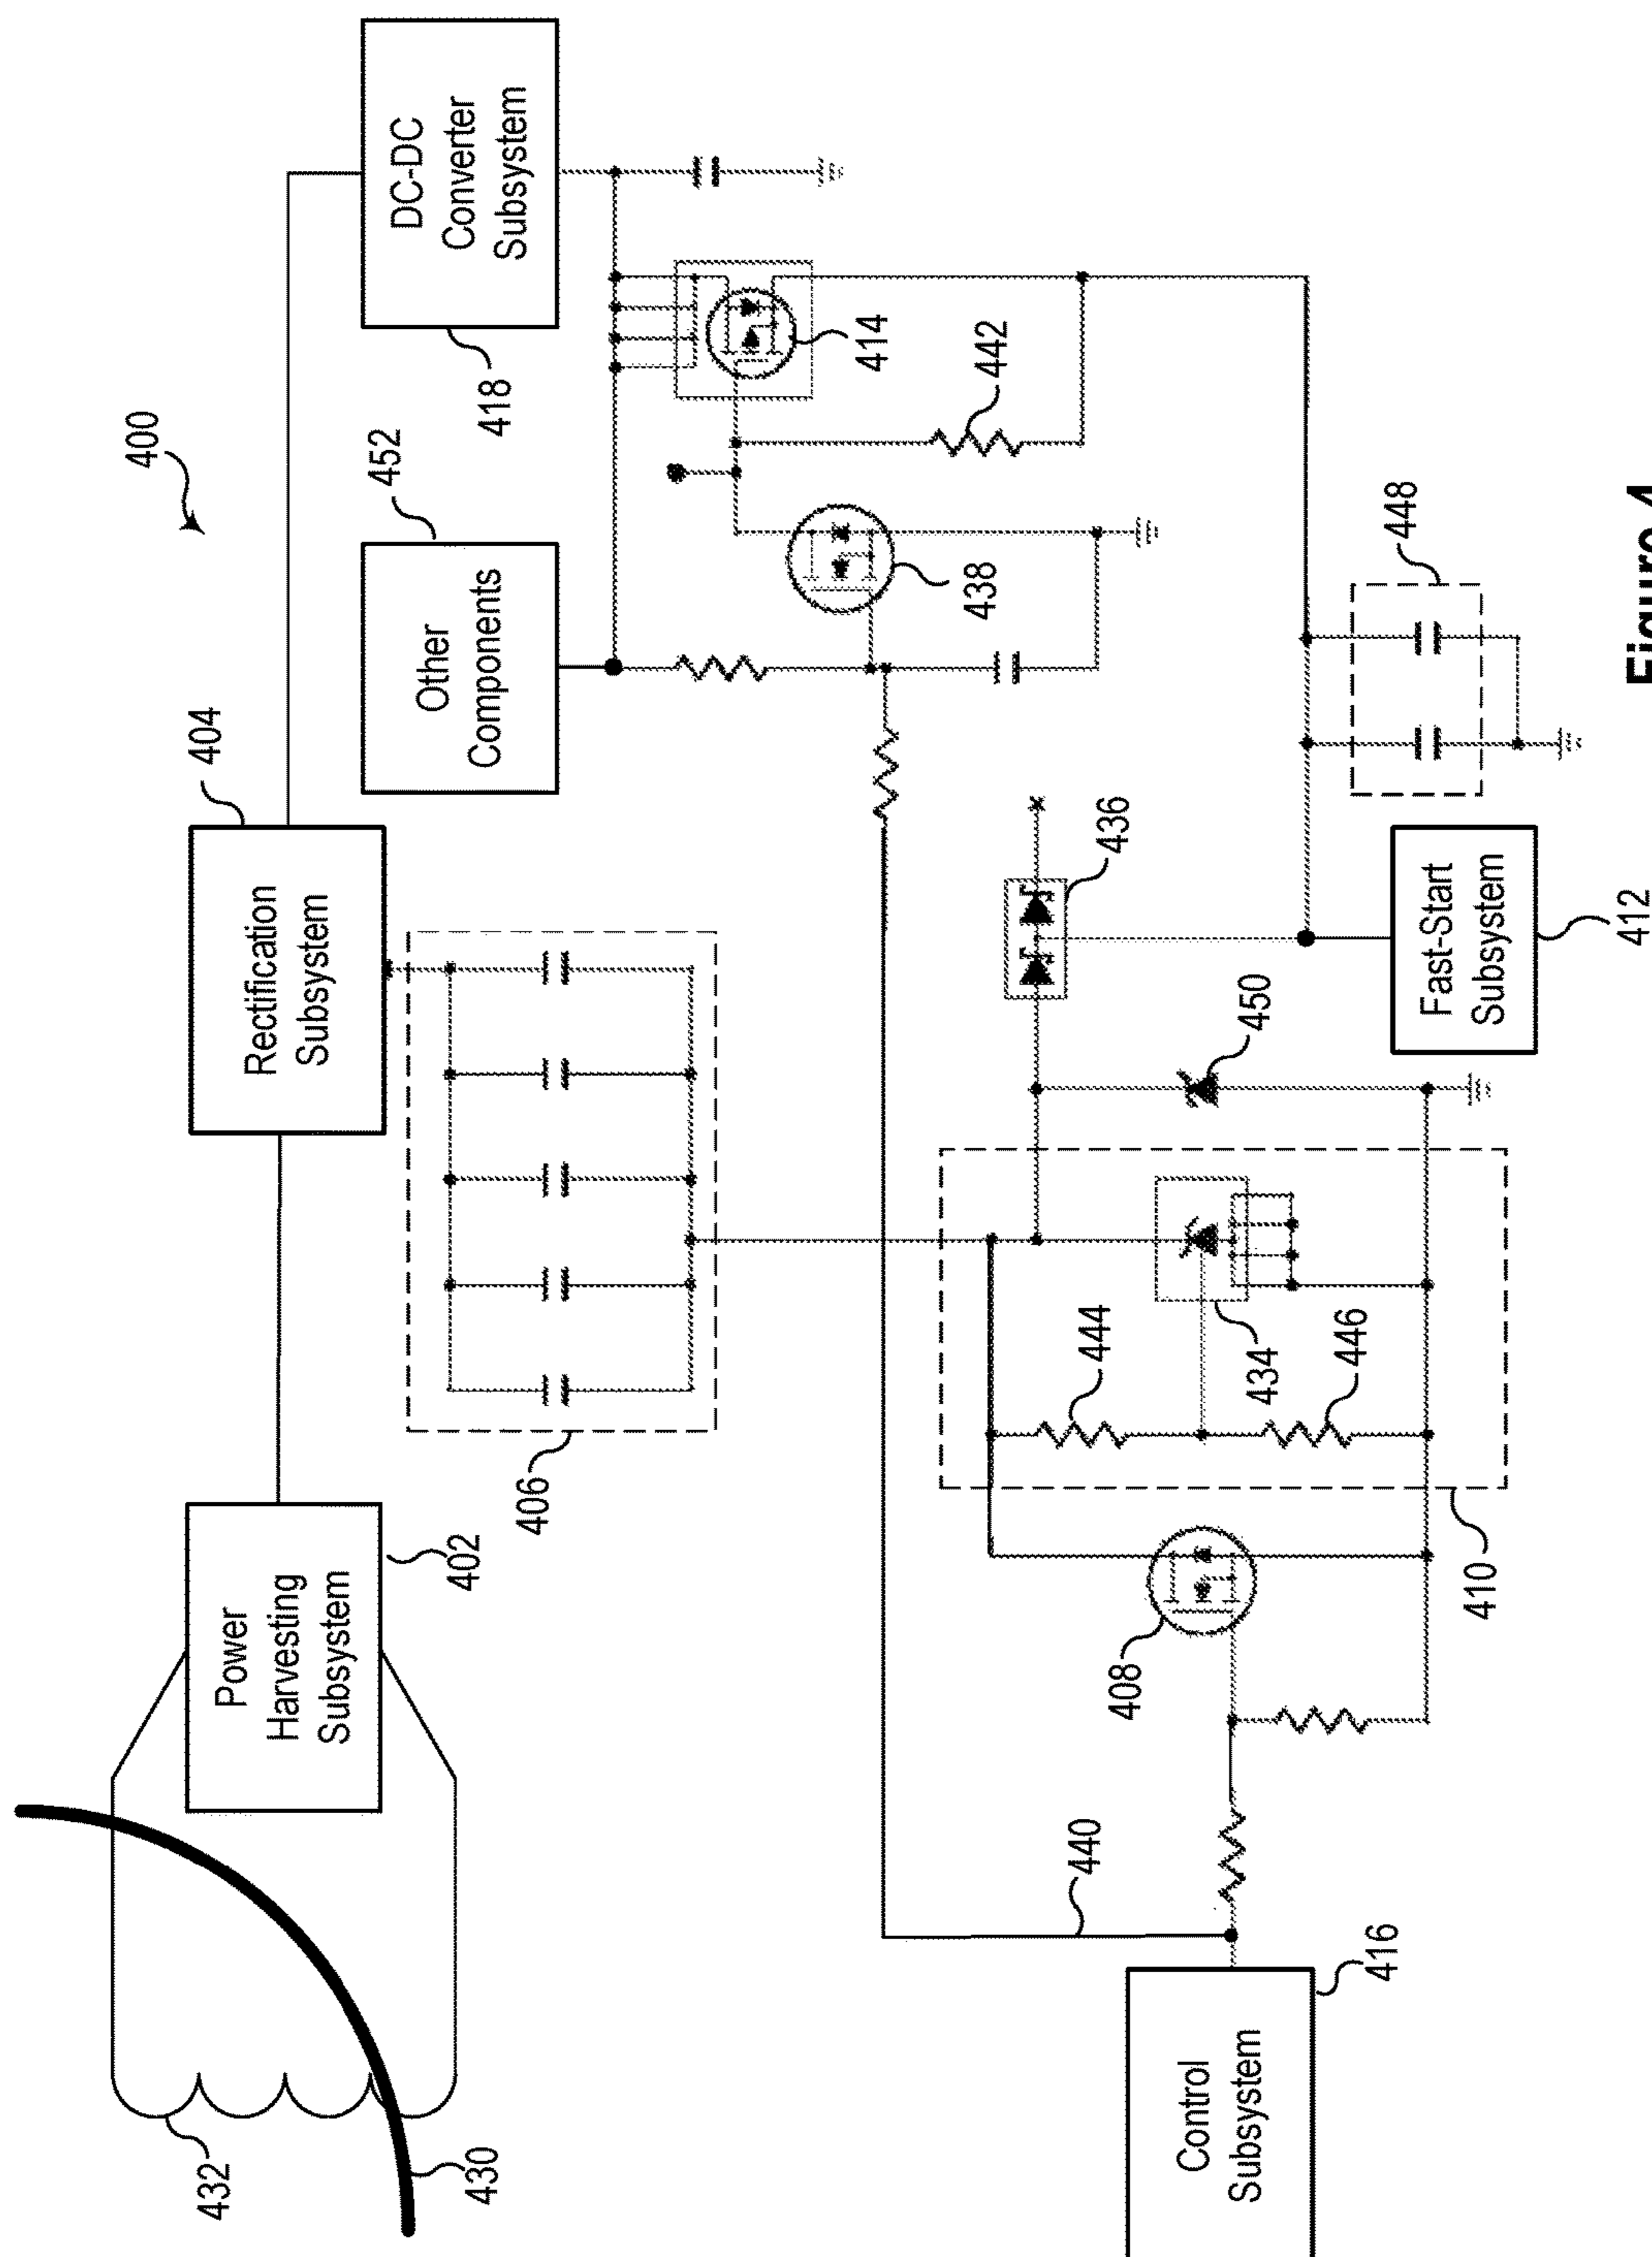 400
DC-DC
Converter
Subsystem
418
Other
Components
452
404
Rectification
Subsystem
Power
Harvesting
Subsystem
402
432
430
406
414
442
438
436
448
450
Fast-Start
Subsystem
412
444
434
446
410
408
440
Control
Subsystem
416
Figure 4